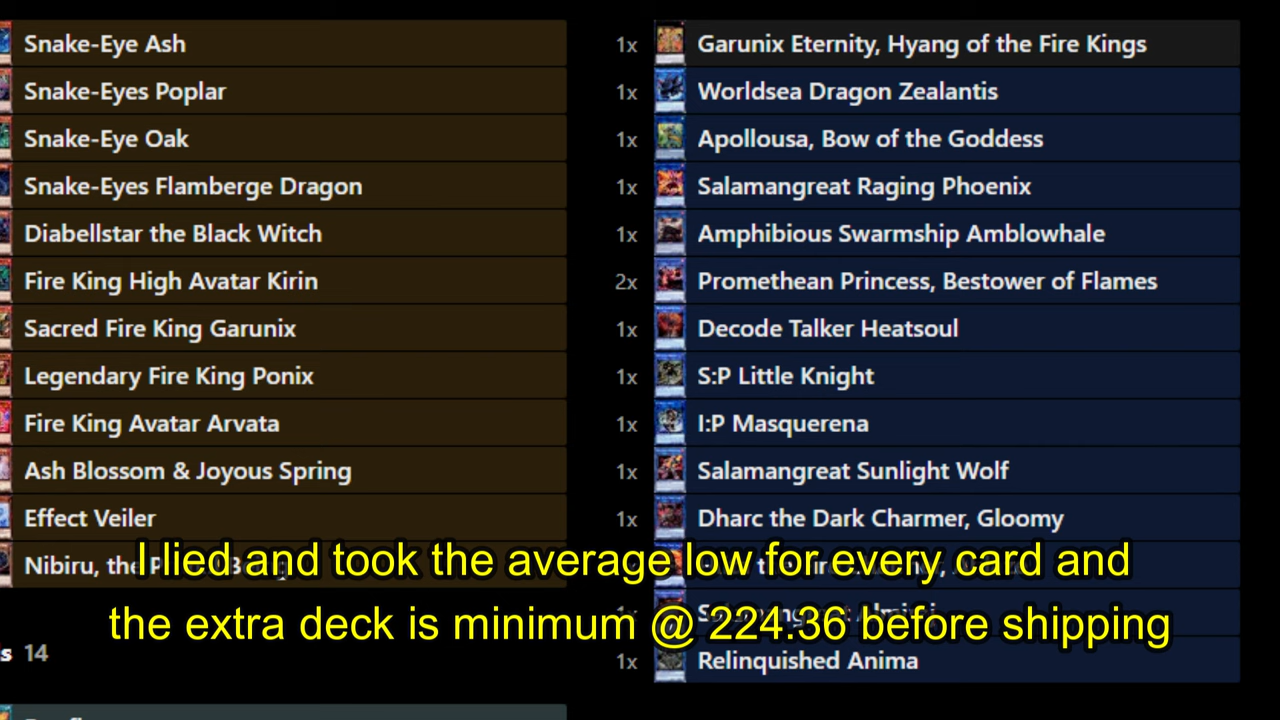 Snake-Eye Ash
Snake-Eyes Poplar
Snake-Eye Oak
Snake-Eyes Flamberge Dragon
Diabellstar the Black Witch
Fire King High Avatar Kirin
Sacred Fire King Garunix
Legendary Fire King Ponix
Fire King Avatar Arvata
Ash Blossom & Joyous Spring
Effect Veiler
Nibiru, the
s 14
1x Garunix Eternity, Hyang of the Fire Kings
1x Worldsea Dragon Zealantis
1x Apollousa, Bow of the Goddess
1x Salamangreat Raging Phoenix
1x Amphibious Swarmship Amblowhale
2x Promethean Princess, Bestower of Flames
1x Decode Talker Heatsoul
1x S:P Little Knight
1x I:P Masquerena
1x Salamangreat Sunlight Wolf
1x Dharc the Dark Charmer, Gloomy
1x Relinquished Anima
I lied and took the average low for every card and
the extra deck is minimum @ 224.36 before shipping